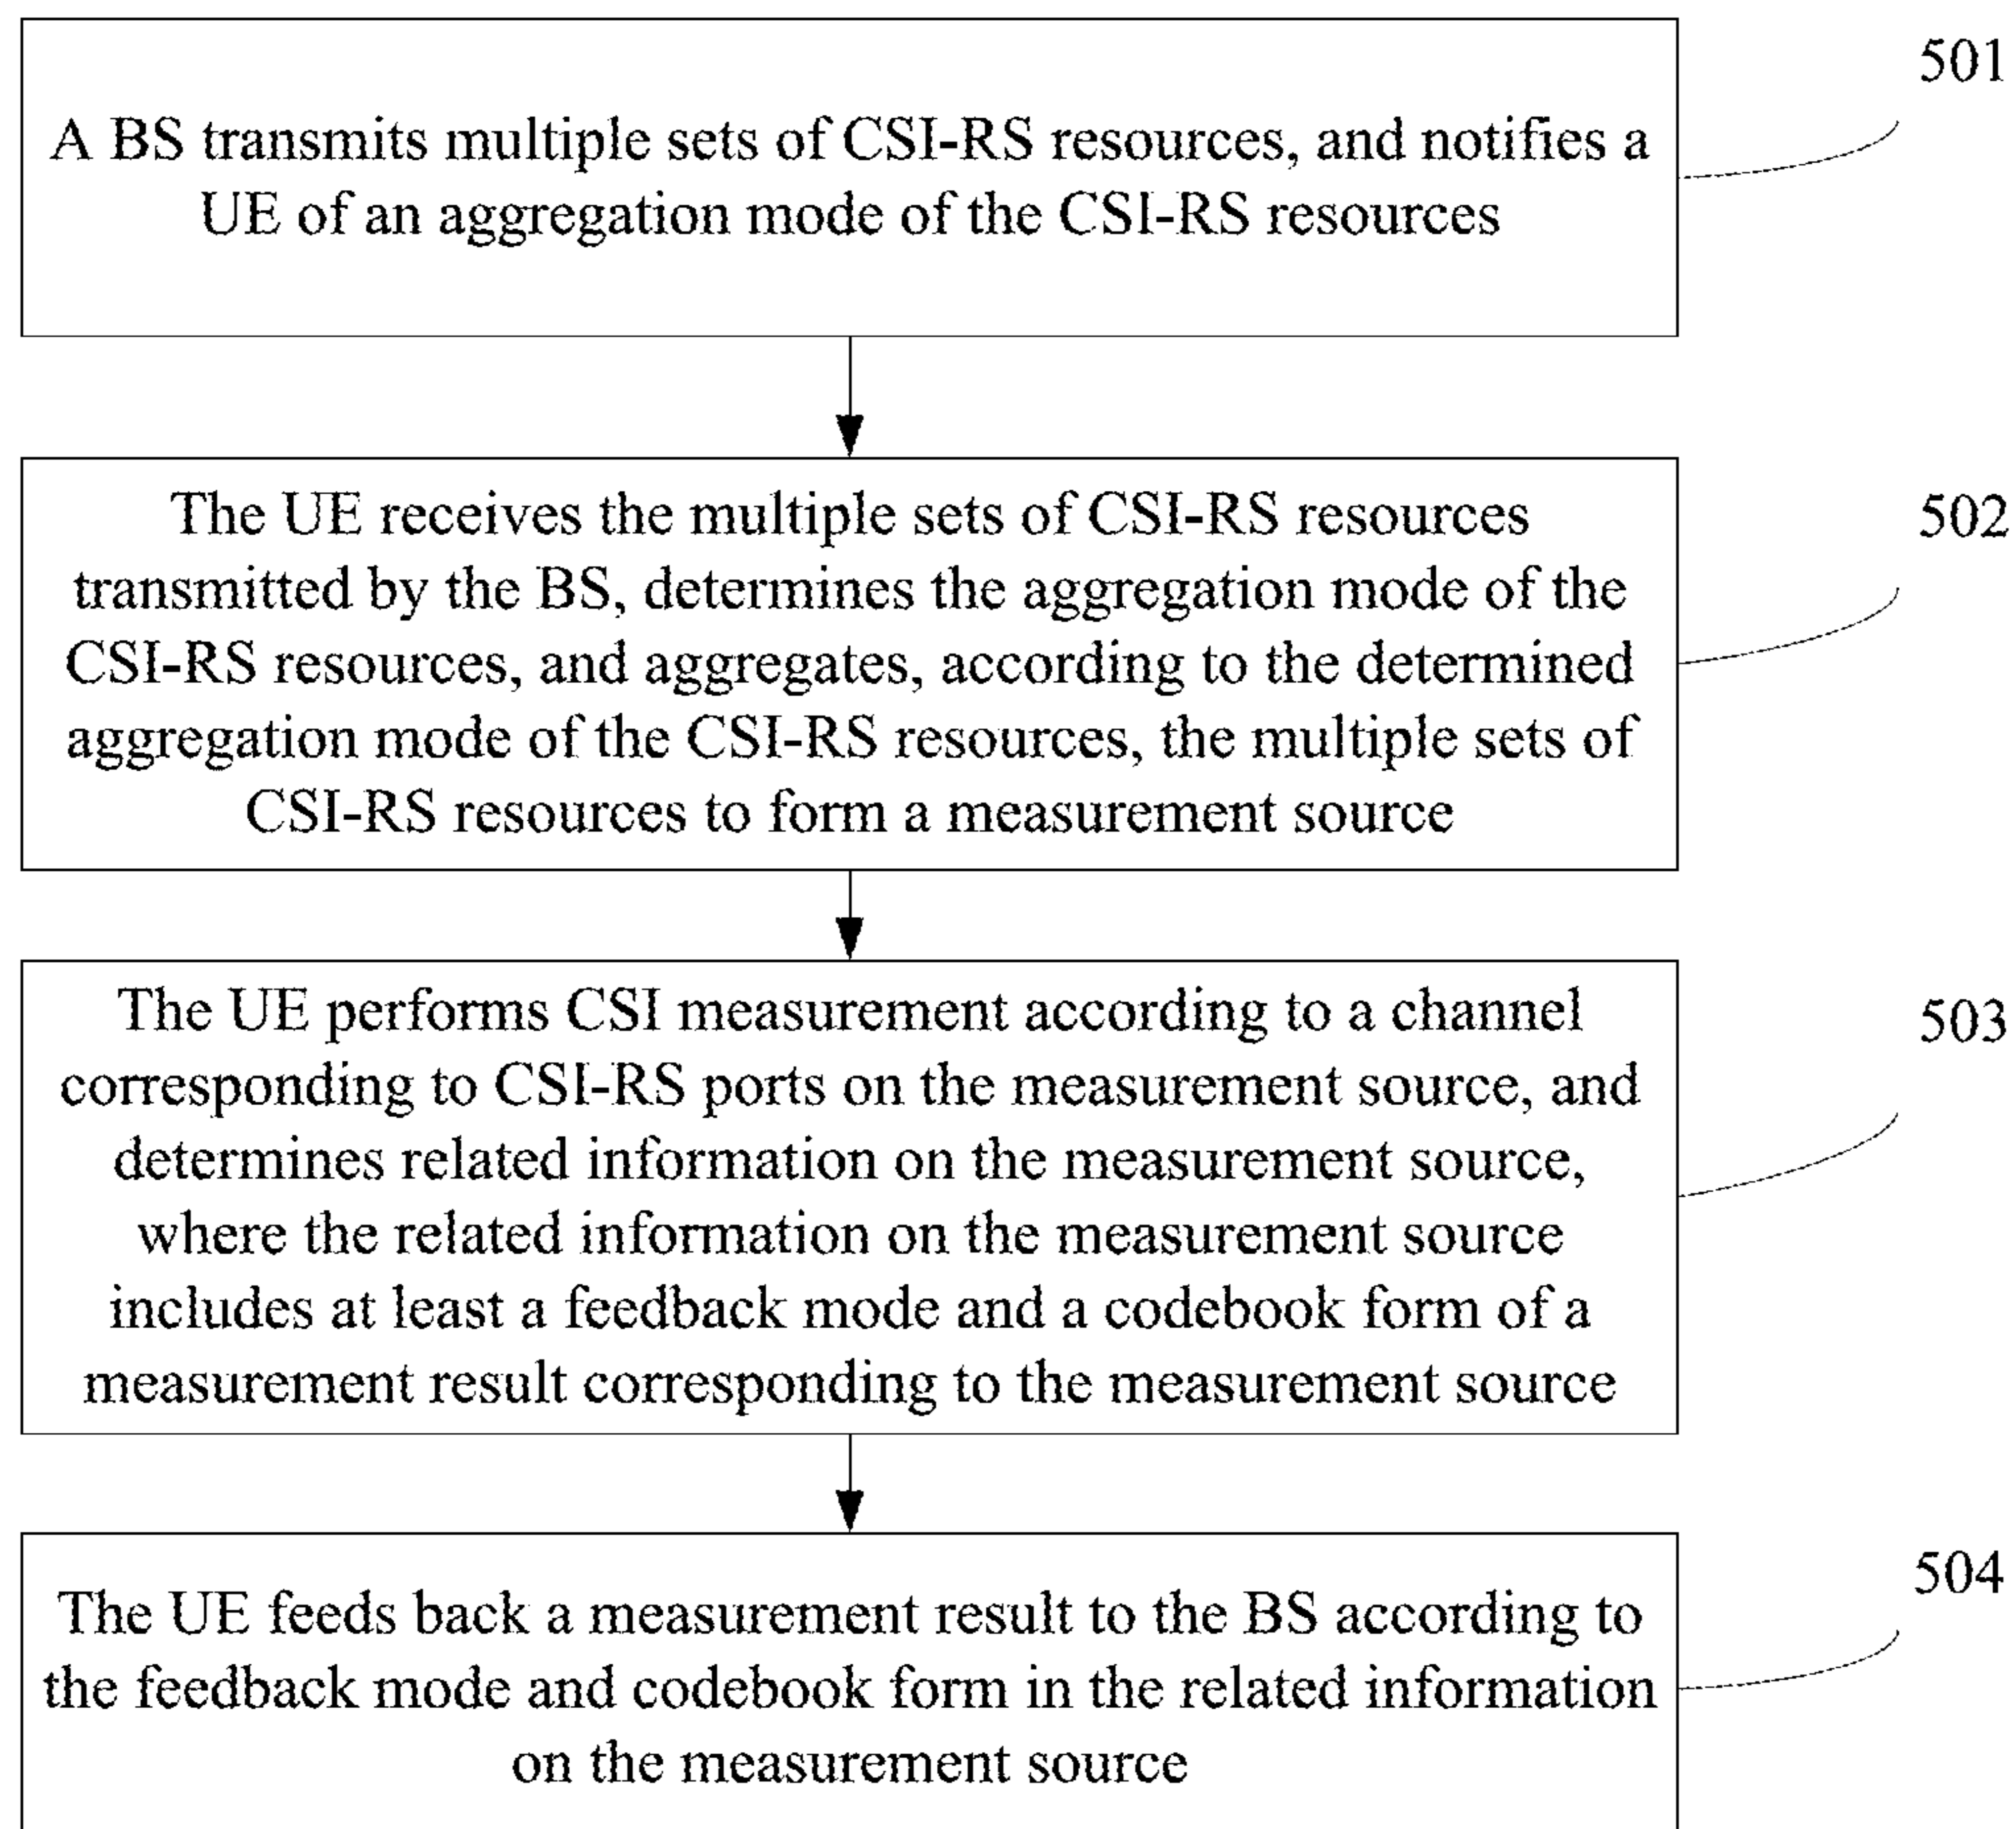 501
A BS transmits multiple sets of CSI-RS resources, and notifies a
UE of an aggregation mode of the CSI-RS resources
502
The UE receives the multiple sets of CSI-RS resources
transmitted by the BS, determines the aggregation mode of the
CSI-RS resources, and aggregates, according to the determined
aggregation mode of the CSI-RS resources, the multiple sets of
CSI-RS resources to form a measurement source
503
The UE performs CSI measurement according to a channel
corresponding to CSI-RS ports on the measurement source, and
determines related information on the measurement source,
where the related information on the measurement source
includes at least a feedback mode and a codebook form of a
measurement result corresponding to the measurement source
504
The UE feeds back a measurement result to the BS according to
the feedback mode and codebook form in the related information
on the measurement source